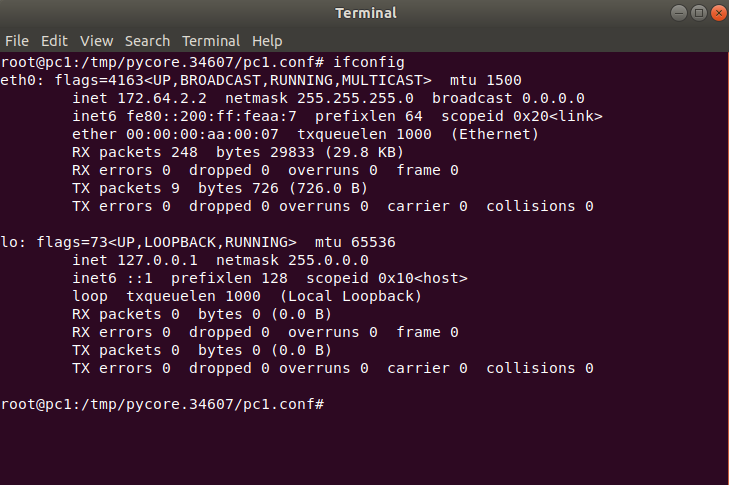 Terminal
File Edit View Search Terminal Help
root@pc1:/tmp/pycore.34607/pc1.conf# ifconfig
eth0: flags=4163<UP,BROADCAST,RUNNING,MULTICAST>  mtu 1500
        inet 172.64.2.2  netmask 255.255.255.0  broadcast 0.0.0.0
        inet6 fe80::200:ff:feaa:7  prefixlen 64  scopeid 0x20<link>
        ether 00:00:00:aa:00:07  txqueuelen 1000  (Ethernet)
        RX packets 248  bytes 29833 (29.8 KB)
        RX errors 0  dropped 0  overruns 0  frame 0
        TX packets 9  bytes 726 (726.0 B)
        TX errors 0  dropped 0 overruns 0  carrier 0  collisions 0

lo: flags=73<UP,LOOPBACK,RUNNING>  mtu 65536
        inet 127.0.0.1  netmask 255.0.0.0
        inet6 ::1  prefixlen 128  scopeid 0x10<host>
        loop  txqueuelen 1000  (Local Loopback)
        RX packets 0  bytes 0 (0.0 B)
        RX errors 0  dropped 0  overruns 0  frame 0
        TX packets 0  bytes 0 (0.0 B)
        TX errors 0  dropped 0 overruns 0  carrier 0  collisions 0

root@pc1:/tmp/pycore.34607/pc1.conf#